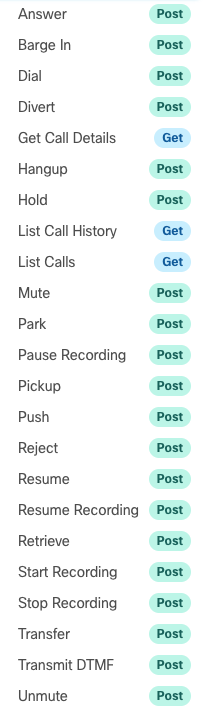 Answer Post
Barge In Post
Dial Post
Divert Post
Get Call Details Get
Hangup Post
Hold Post
List Call History Get
List Calls Get
Mute Post
Park Post
Pause Recording Post
Pickup Post
Push Post
Reject Post
Resume Post
Resume Recording Post
Retrieve Post
Start Recording Post
Stop Recording Post
Transfer Post
Transmit DTMF Post
Unmute Post